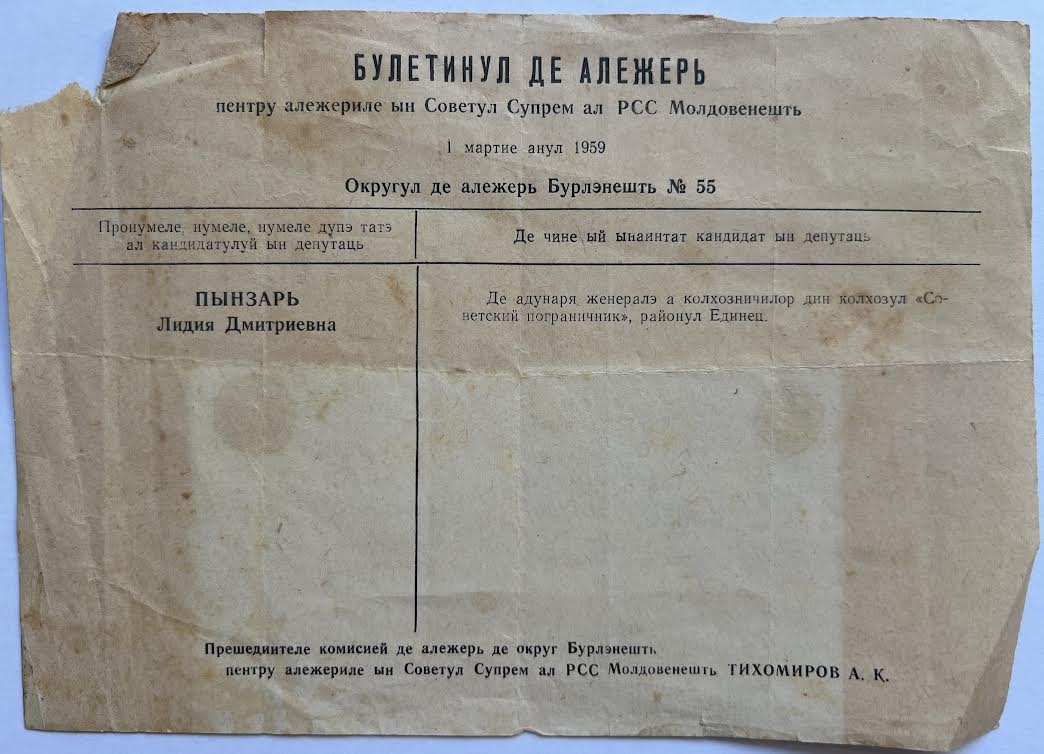 БУЛЕТИНУЛ ДЕ АЛЕЖЕРЬ
пентру алежериле ын Советул Супрем ал РСС Молдовенешть
1 мартие анул 1959
Округул де алежерь Бурлэнешть № 55
Пронумеле, нумеле, нумеле дупэ татэ
ал кандидатулуй ын депутаць
Де чине ый ынаинтат кандидат ын депутаць
ПЫНЗАРЬ
Лидия Дмитриевна
Де адунаря женералэ а колхозничилор дин колхозул «Со-
ветский пограничник», районул Единец.
Прешединтеле комисией де алежерь де округ Бурлэнешть
пентру алежериле ын Советул Супрем ал РСС Молдовенешть ТИХОМИРОВ А. К.